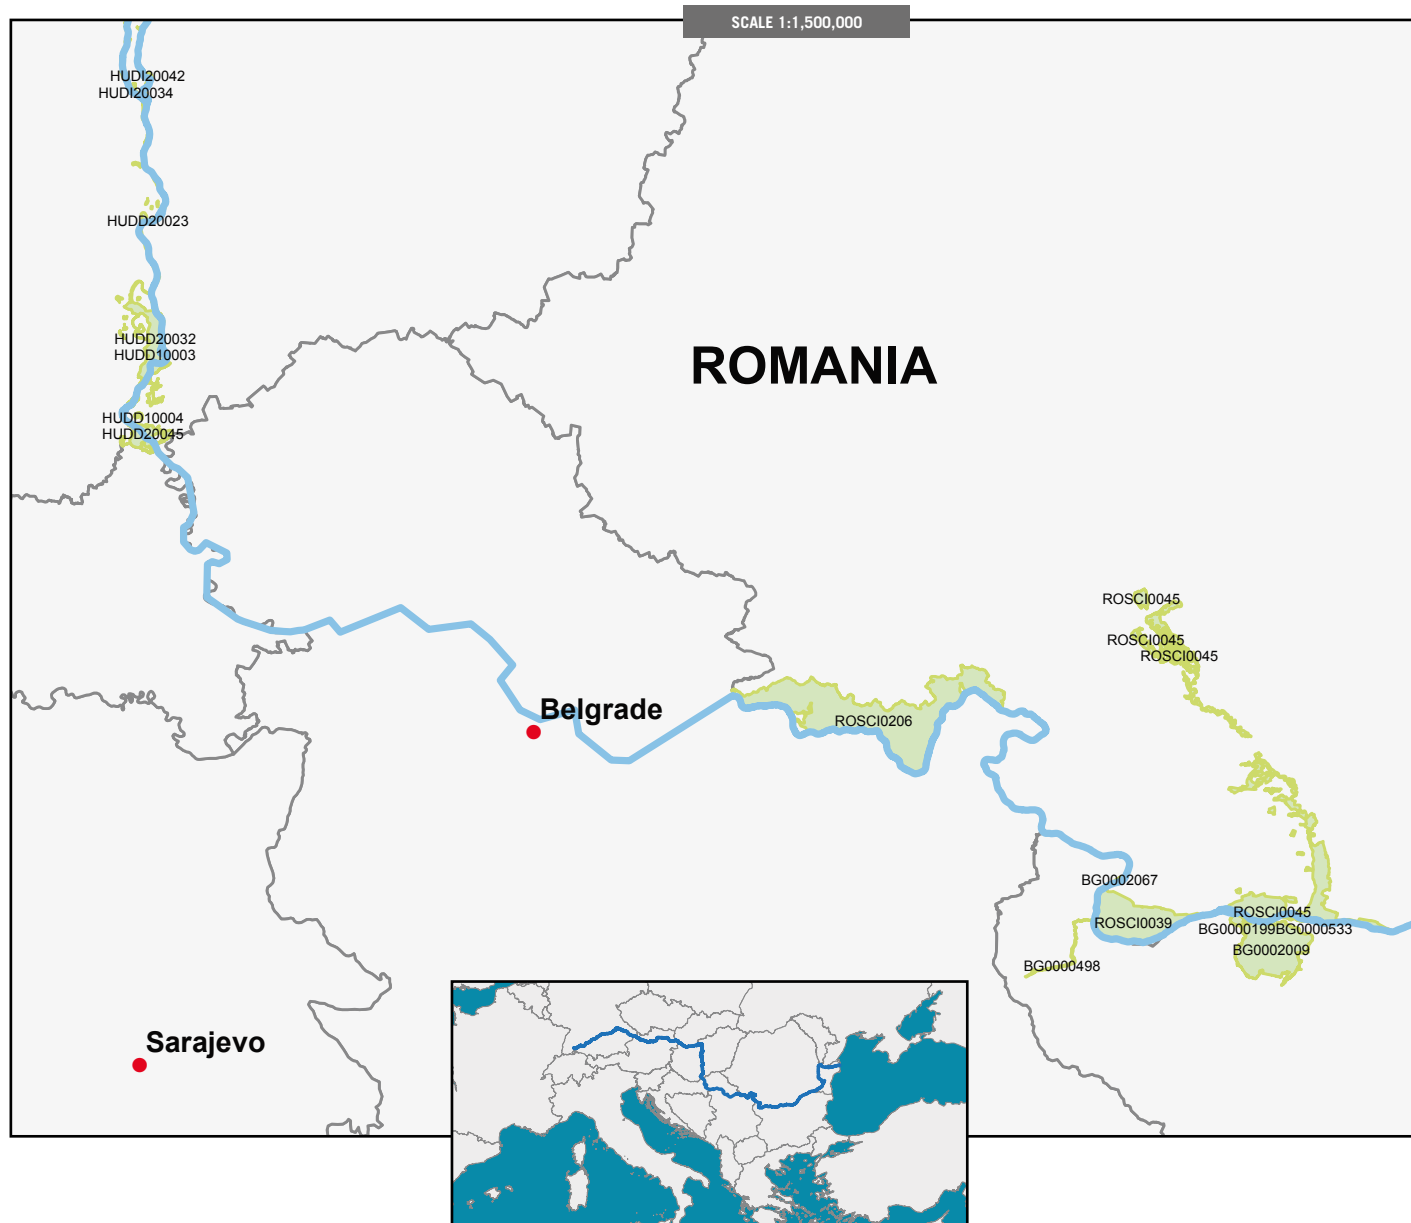 SCALE 1:1,500,000
HUDI20042
HUDI20034
HUDD20023
HUDD20032
HUDD10003
ROMANIA
HUDD10004
HUDD20045
ROSCI0045
ROSCI0045
ROSCI0045
Belgrade
ROSCI0206
BG0002067
ROSCI0045
ROSCI0039
BG0000199BG0000533
BG0002009
BG0000498
Sarajevo